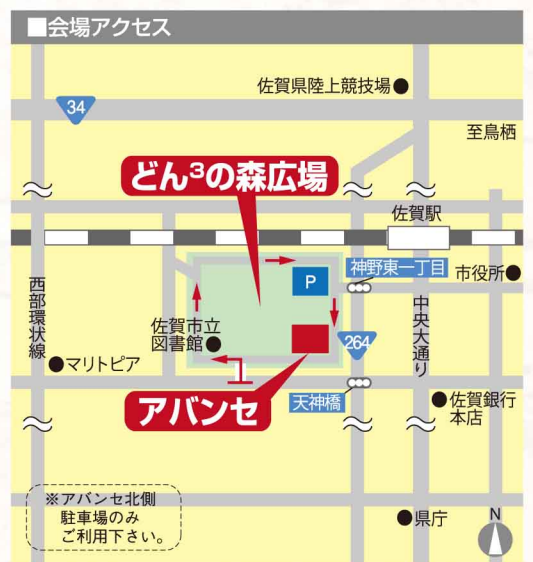 ■会場アクセス
佐賀県陸上競技場
34
至鳥栖
どん³の森広場
佐賀駅
P
神野東一丁目
市役所
西部環状線
佐賀市立
図書館
中央大通り
264
マリトピア
アバンセ
天神橋
佐賀銀行
本店
※アバンセ北側
駐車場のみ
ご利用下さい。
県庁
N